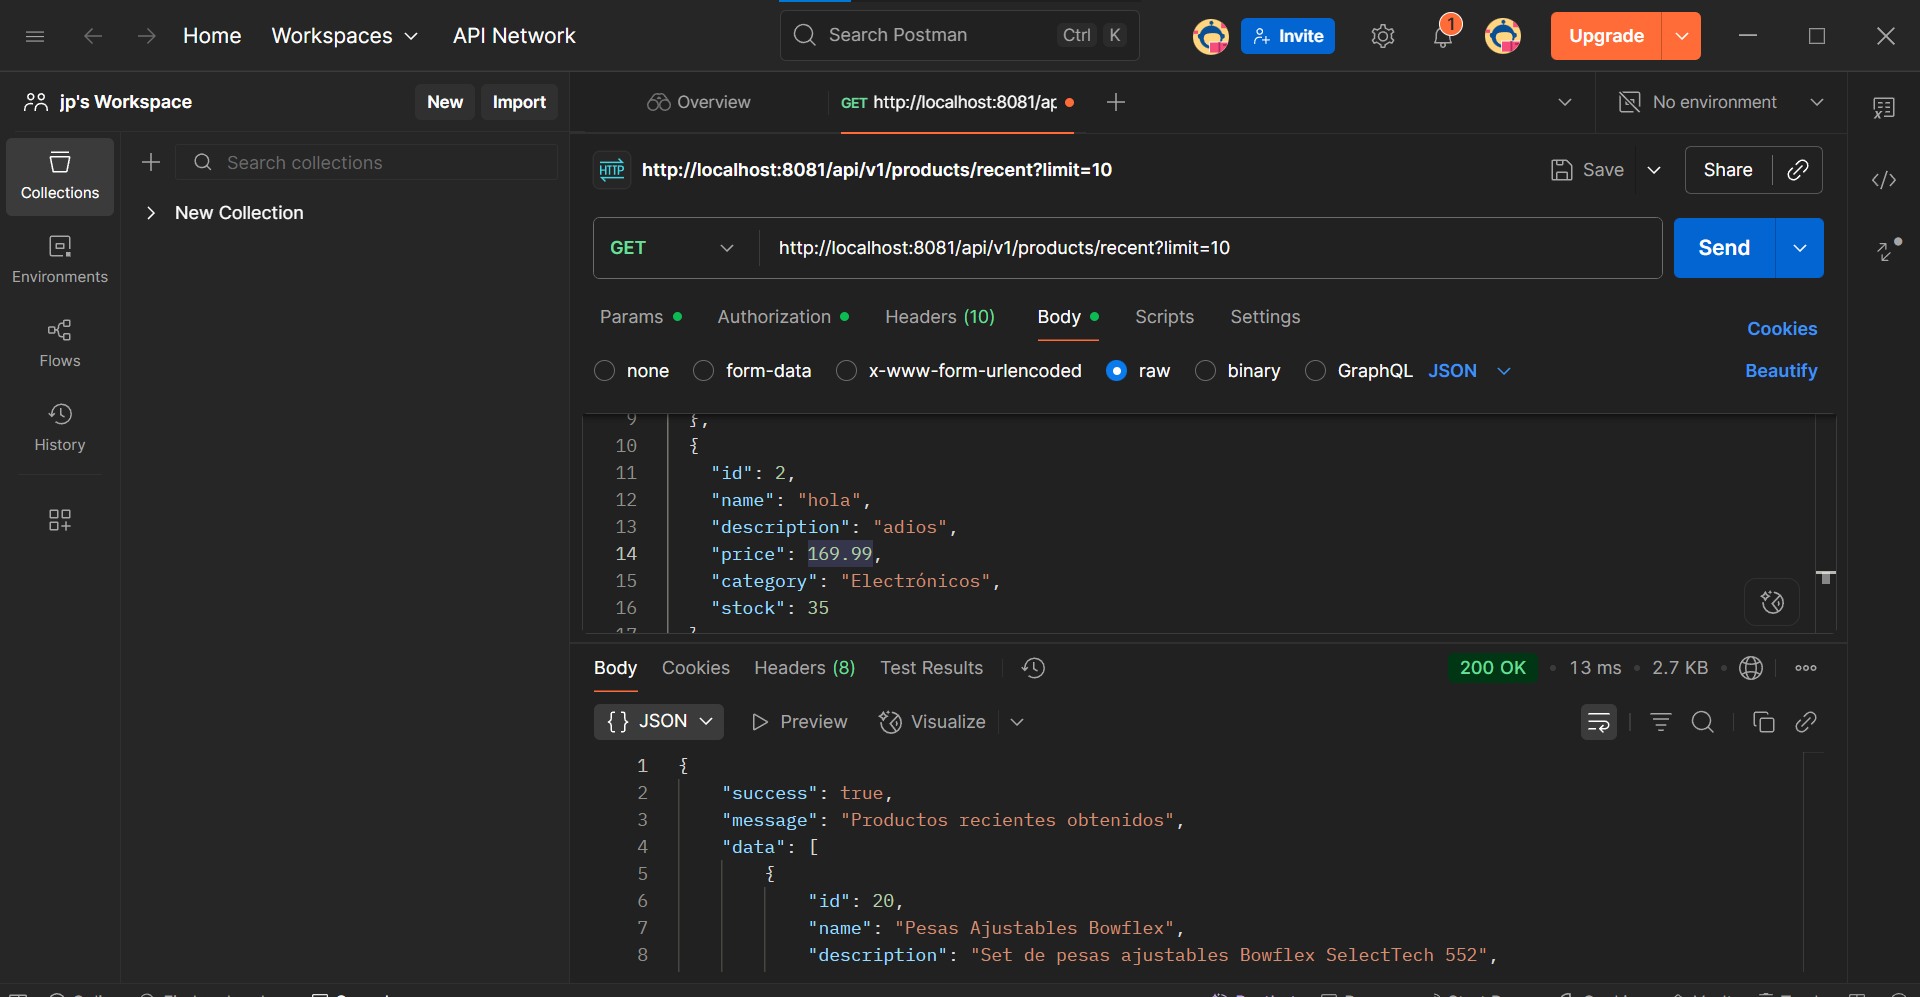 Home
Workspaces
API Network
Search Postman
Ctrl K
Invite
1
Upgrade
jp's Workspace
New
Import
Overview
GET http://localhost:8081/ap
No environment
Collections
Search collections
New Collection
Environments
Flows
History
HTTP
http://localhost:8081/api/v1/products/recent?limit=10
Save
Share
GET
http://localhost:8081/api/v1/products/recent?limit=10
Send
Params
Authorization
Headers (10)
Body
Scripts
Settings
Cookies
none
form-data
x-www-form-urlencoded
raw
binary
GraphQL
JSON
Beautify
9 },
10 {
11 "id": 2,
12 "name": "hola",
13 "description": "adios",
14 "price": 169.99,
15 "category": "Electrónicos",
16 "stock": 35
17 }
Body
Cookies
Headers (8)
Test Results
200 OK
13 ms
2.7 KB
{} JSON
Preview
Visualize
1 {
2 "success": true,
3 "message": "Productos recientes obtenidos",
4 "data": [
5 {
6 "id": 20,
7 "name": "Pesas Ajustables Bowflex",
8 "description": "Set de pesas ajustables Bowflex SelectTech 552",